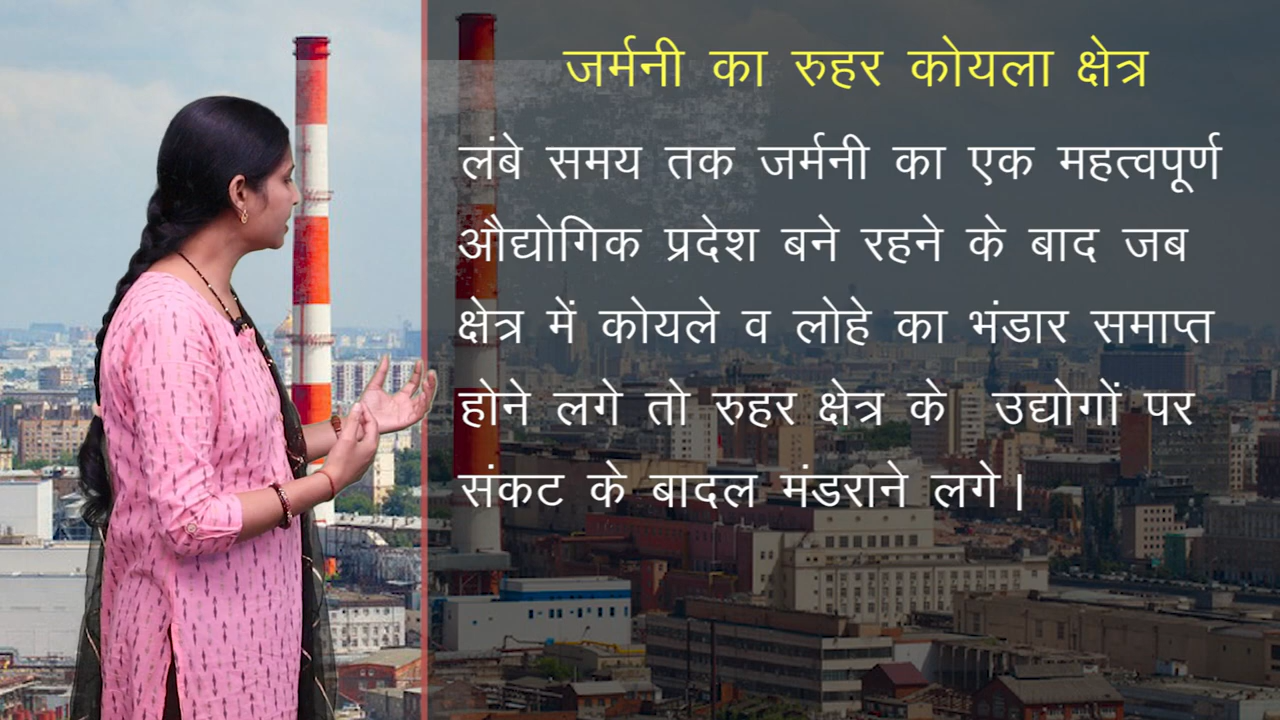 जर्मनी का रुहर कोयला क्षेत्र
लंबे समय तक जर्मनी का एक महत्वपूर्ण
औद्योगिक प्रदेश बने रहने के बाद जब
क्षेत्र में कोयले व लोहे का भंडार समाप्त
होने लगे तो रुहर क्षेत्र के उद्योगों पर
संकट के बादल मंडराने लगे।